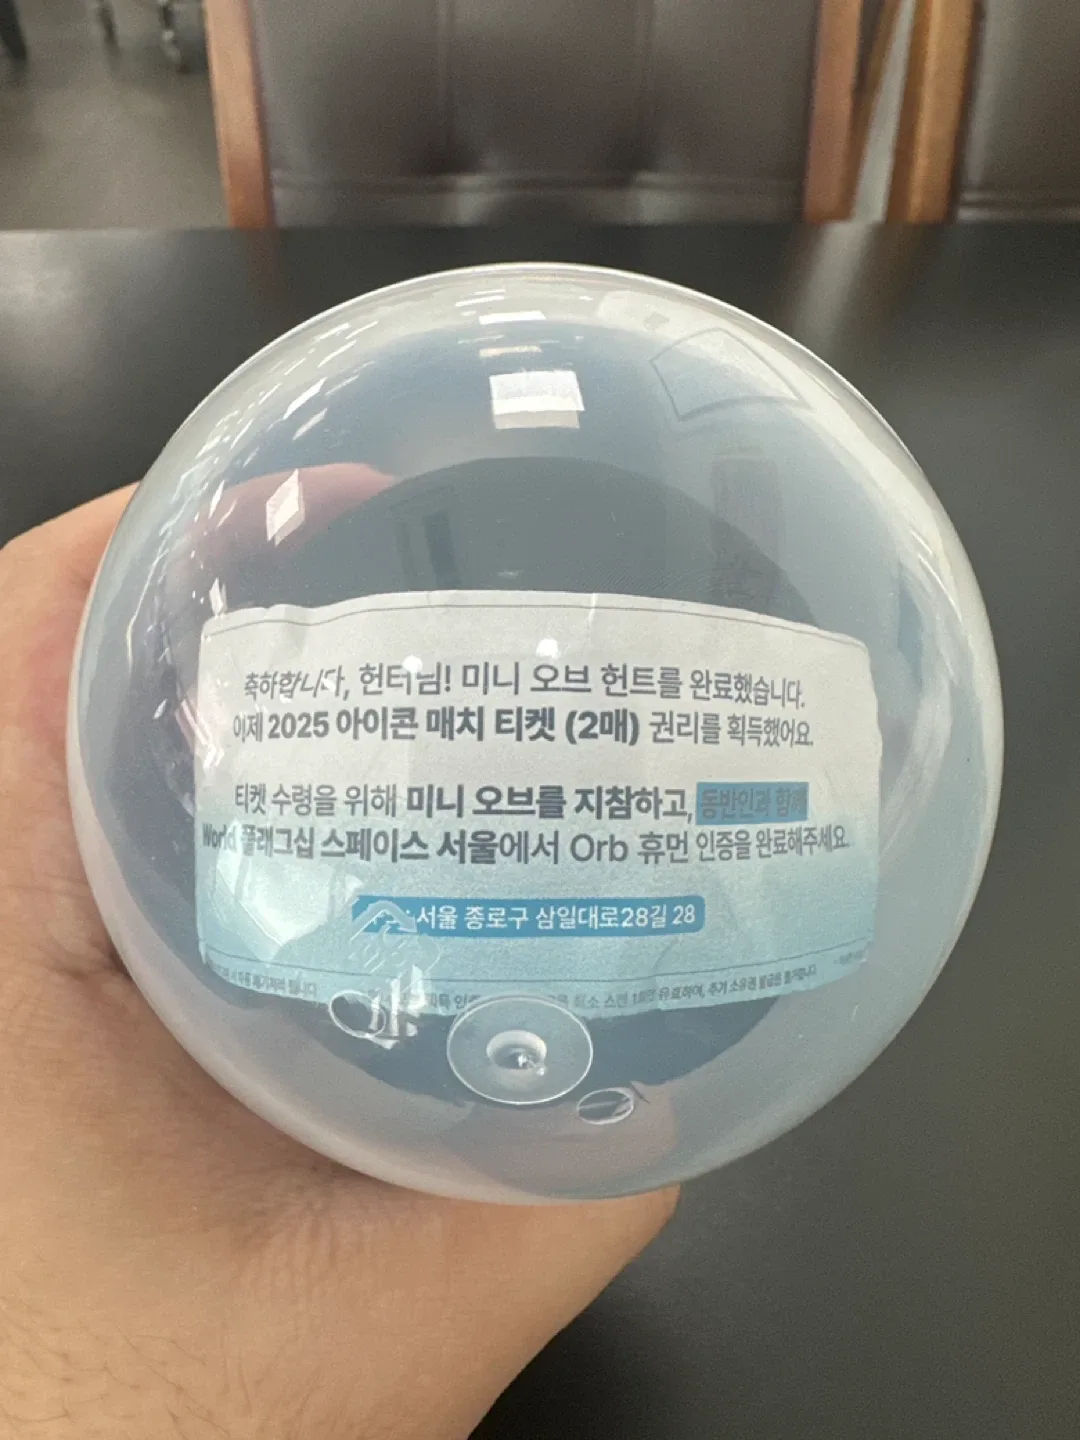 축하합니다, 헌터님! 미니 오브 헌트를 완료했습니다.
이제 2025 아이콘 매치 티켓 (2매) 권리를 획득했어요.
티켓 수령을 위해 미니 오브를 지참하고, 동반인과 함께
World 플래그십 스페이스 서울에서 Orb 휴먼 인증을 완료해주세요.
서울 종로구 삼일대로28길 28